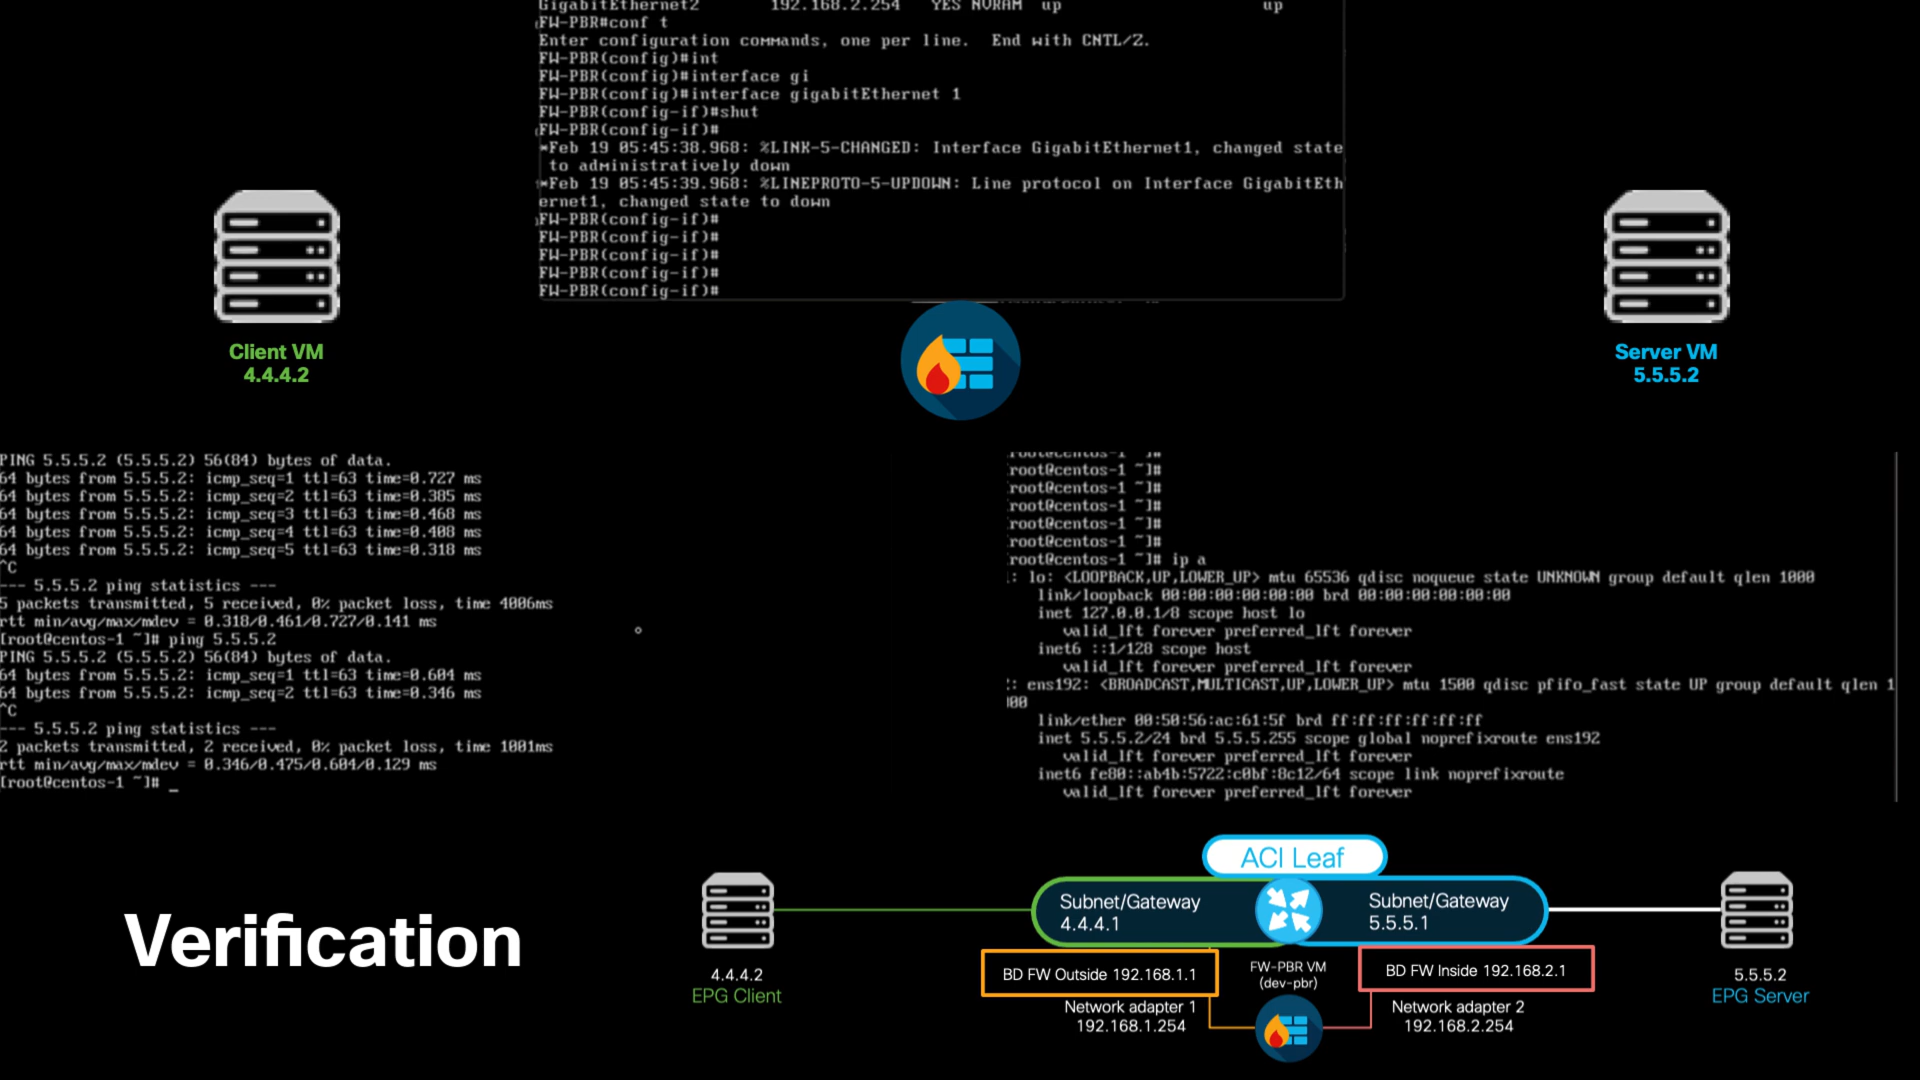 GigabitEthernet2 192.168.2.254 YES NVRAM up up
FW-PBR#conf t
Enter configuration commands, one per line. End with CNTL/Z.
FW-PBR(config)#int
FW-PBR(config)#interface gi
FW-PBR(config)#interface gigabitEthernet 1
FW-PBR(config-if)#shut
FW-PBR(config-if)#
*Feb 19 05:45:38.968: %LINK-5-CHANGED: Interface GigabitEthernet1, changed state
to administratively down
*Feb 19 05:45:39.968: %LINEPROTO-5-UPDOWN: Line protocol on Interface GigabitEth
ernet1, changed state to down
FW-PBR(config-if)#
FW-PBR(config-if)#
FW-PBR(config-if)#
FW-PBR(config-if)#
FW-PBR(config-if)#
Client VM
4.4.4.2
Server VM
5.5.5.2
PING 5.5.5.2 (5.5.5.2) 56(84) bytes of data.
64 bytes from 5.5.5.2: icmp_seq=1 ttl=63 time=0.727 ms
64 bytes from 5.5.5.2: icmp_seq=2 ttl=63 time=0.385 ms
64 bytes from 5.5.5.2: icmp_seq=3 ttl=63 time=0.468 ms
64 bytes from 5.5.5.2: icmp_seq=4 ttl=63 time=0.408 ms
64 bytes from 5.5.5.2: icmp_seq=5 ttl=63 time=0.318 ms
^C
--- 5.5.5.2 ping statistics ---
5 packets transmitted, 5 received, 0% packet loss, time 4006ms
rtt min/avg/max/mdev = 0.318/0.461/0.727/0.141 ms
[root@centos-1 ~]# ping 5.5.5.2
PING 5.5.5.2 (5.5.5.2) 56(84) bytes of data.
64 bytes from 5.5.5.2: icmp_seq=1 ttl=63 time=0.604 ms
64 bytes from 5.5.5.2: icmp_seq=2 ttl=63 time=0.346 ms
^C
--- 5.5.5.2 ping statistics ---
2 packets transmitted, 2 received, 0% packet loss, time 1001ms
rtt min/avg/max/mdev = 0.346/0.475/0.604/0.129 ms
[root@centos-1 ~]# _
[root@centos-1 ~]#
[root@centos-1 ~]#
[root@centos-1 ~]#
[root@centos-1 ~]#
[root@centos-1 ~]#
[root@centos-1 ~]#
[root@centos-1 ~]# ip a
: lo: <LOOPBACK,UP,LOWER_UP> mtu 65536 qdisc noqueue state UNKNOWN group default qlen 1000
link/loopback 00:00:00:00:00:00 brd 00:00:00:00:00:00
inet 127.0.0.1/8 scope host lo
valid_lft forever preferred_lft forever
inet6 ::1/128 scope host
valid_lft forever preferred_lft forever
: ens192: <BROADCAST,MULTICAST,UP,LOWER_UP> mtu 1500 qdisc pfifo_fast state UP group default qlen 1
000
link/ether 00:50:56:ac:61:5f brd ff:ff:ff:ff:ff:ff
inet 5.5.5.2/24 brd 5.5.5.255 scope global noprefixroute ens192
valid_lft forever preferred_lft forever
inet6 fe80::ab4b:5722:c0bf:8c12/64 scope link noprefixroute
valid_lft forever preferred_lft forever
Verification
ACI Leaf
Subnet/Gateway
4.4.4.1
Subnet/Gateway
5.5.5.1
4.4.4.2
EPG Client
BD FW Outside 192.168.1.1
FW-PBR VM
(dev-pbr)
BD FW Inside 192.168.2.1
Network adapter 1
192.168.1.254
Network adapter 2
192.168.2.254
5.5.5.2
EPG Server